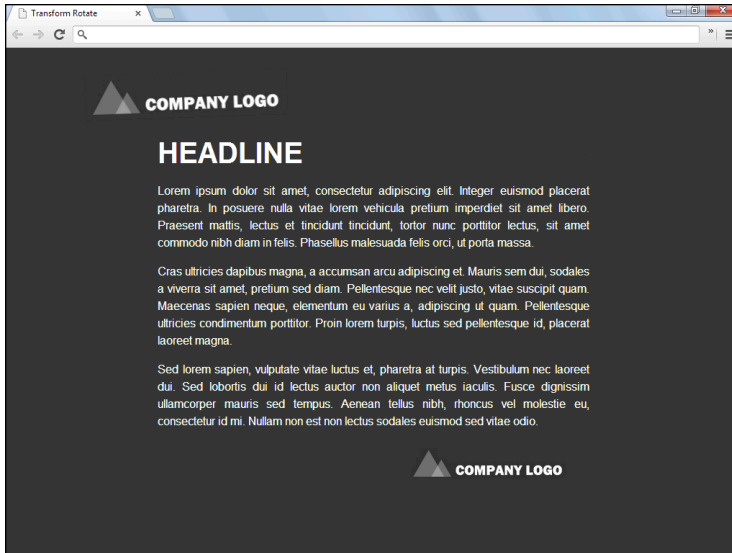 Transform Rotate
COMPANY LOGO
HEADLINE
Lorem ipsum dolor sit amet, consectetur adipiscing elit. Integer euismod placerat
pharetra. In posuere nulla vitae lorem vehicula pretium imperdiet sit amet libero.
Praesent mattis, lectus et tincidunt tincidunt, tortor nunc porttitor lectus, sit amet
commodo nibh diam in felis. Phasellus malesuada felis orci, ut porta massa.
Cras ultricies dapibus magna, a accumsan arcu adipiscing et. Mauris sem dui, sodales
a viverra sit amet, pretium sed diam. Pellentesque nec velit justo, vitae suscipit quam.
Maecenas sapien neque, elementum eu varius a, adipiscing ut quam. Pellentesque
ultricies condimentum porttitor. Proin lorem turpis, luctus sed pellentesque id, placerat
laoreet magna.
Sed lorem sapien, vulputate vitae luctus et, pharetra at turpis. Vestibulum nec laoreet
dui. Sed lobortis dui id lectus auctor non aliquet metus iaculis. Fusce dignissim
ullamcorper mauris sed tempus. Aenean tellus nibh, rhoncus vel molestie eu,
consectetur id mi. Nullam non est non lectus sodales euismod sed vitae odio.
COMPANY LOGO